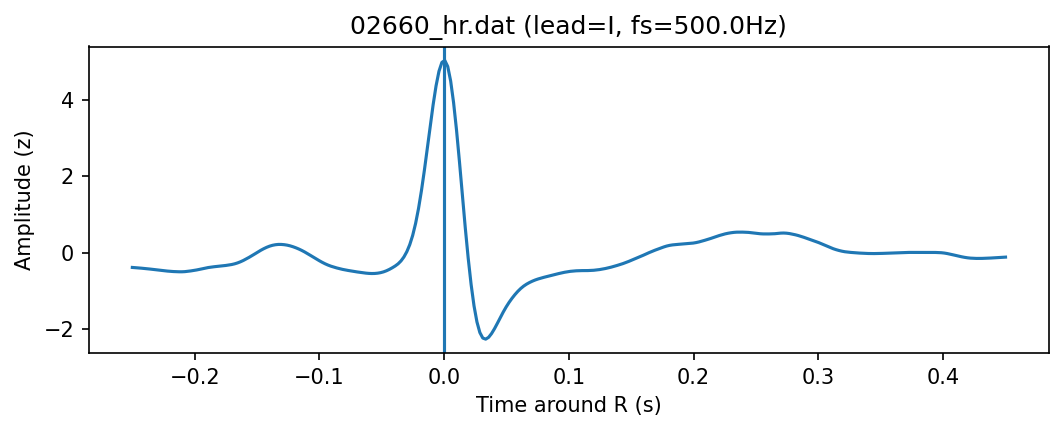 02660_hr.dat (lead=I, fs=500.0Hz)
Amplitude (z)
4
2
0
−2
−0.2 −0.1 0.0 0.1 0.2 0.3 0.4
Time around R (s)